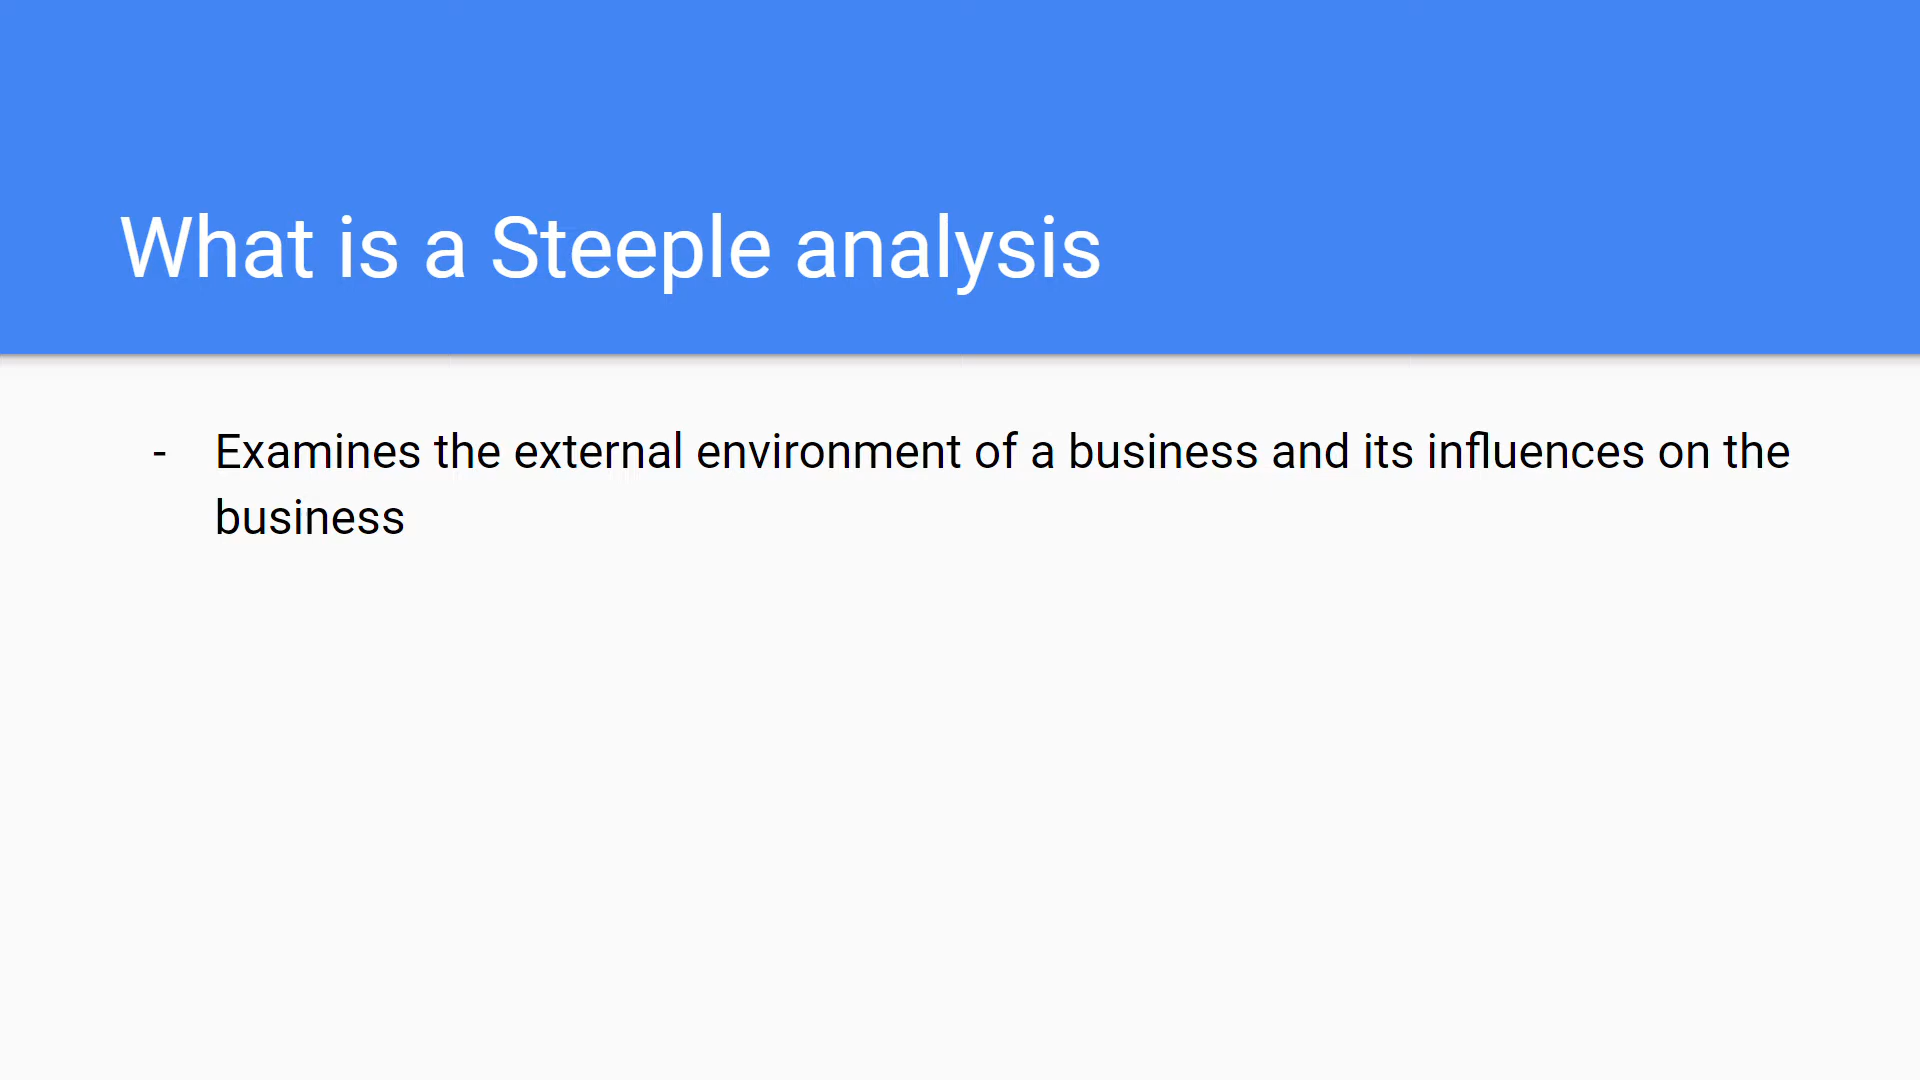 What is a Steeple analysis
- Examines the external environment of a business and its influences on the
business